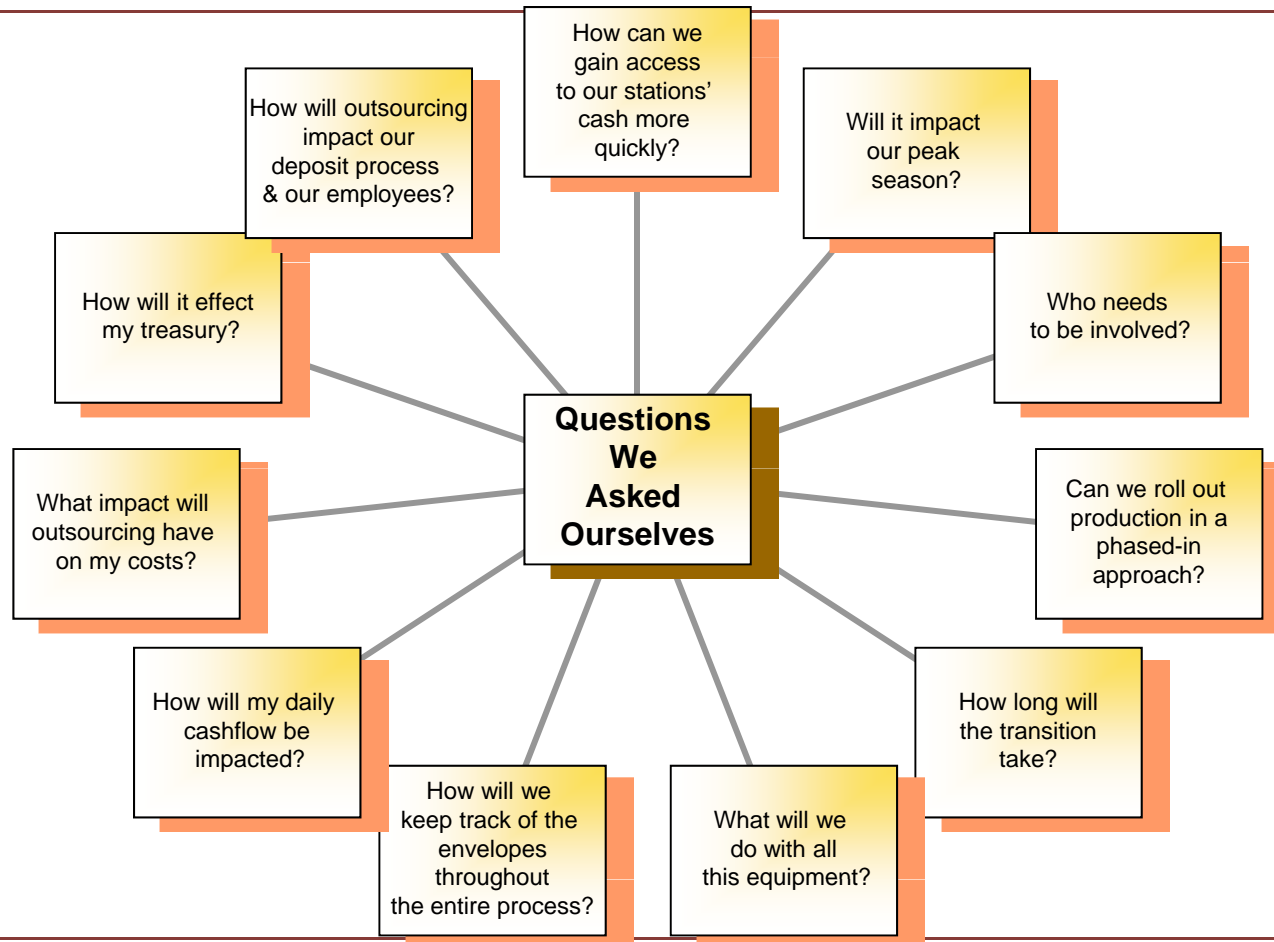 Questions
We
Asked
Ourselves
How can we
gain access
to our stations’
cash more
quickly?
Will it impact
our peak
season?
Who needs
to be involved?
Can we roll out
production in a
phased-in
approach?
How long will
the transition
take?
What will we
do with all
this equipment?
How will we
keep track of the
envelopes
throughout
the entire process?
How will my daily
cashflow be
impacted?
What impact will
outsourcing have
on my costs?
How will it effect
my treasury?
How will outsourcing
impact our
deposit process
& our employees?